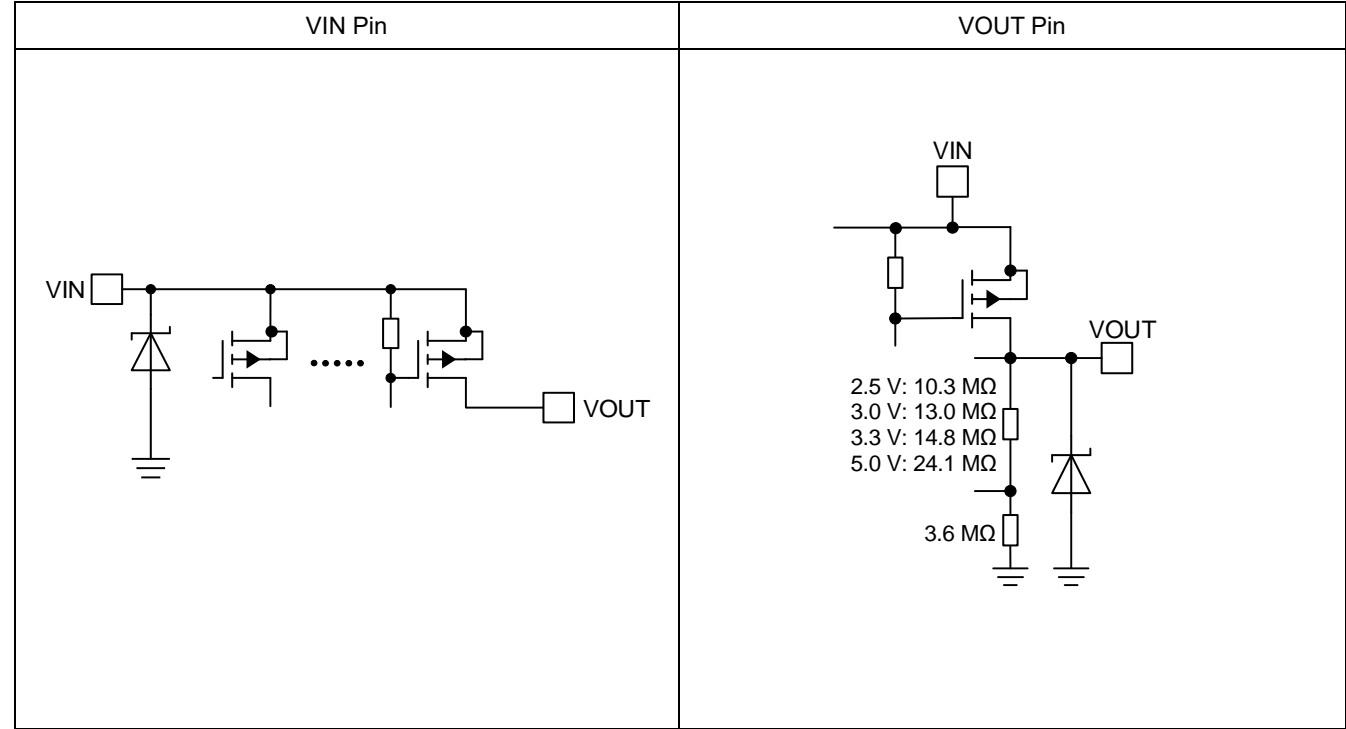 VIN Pin
VOUT Pin
VIN
VOUT
VIN
VOUT
2.5 V: 10.3 MΩ
3.0 V: 13.0 MΩ
3.3 V: 14.8 MΩ
5.0 V: 24.1 MΩ
3.6 MΩ